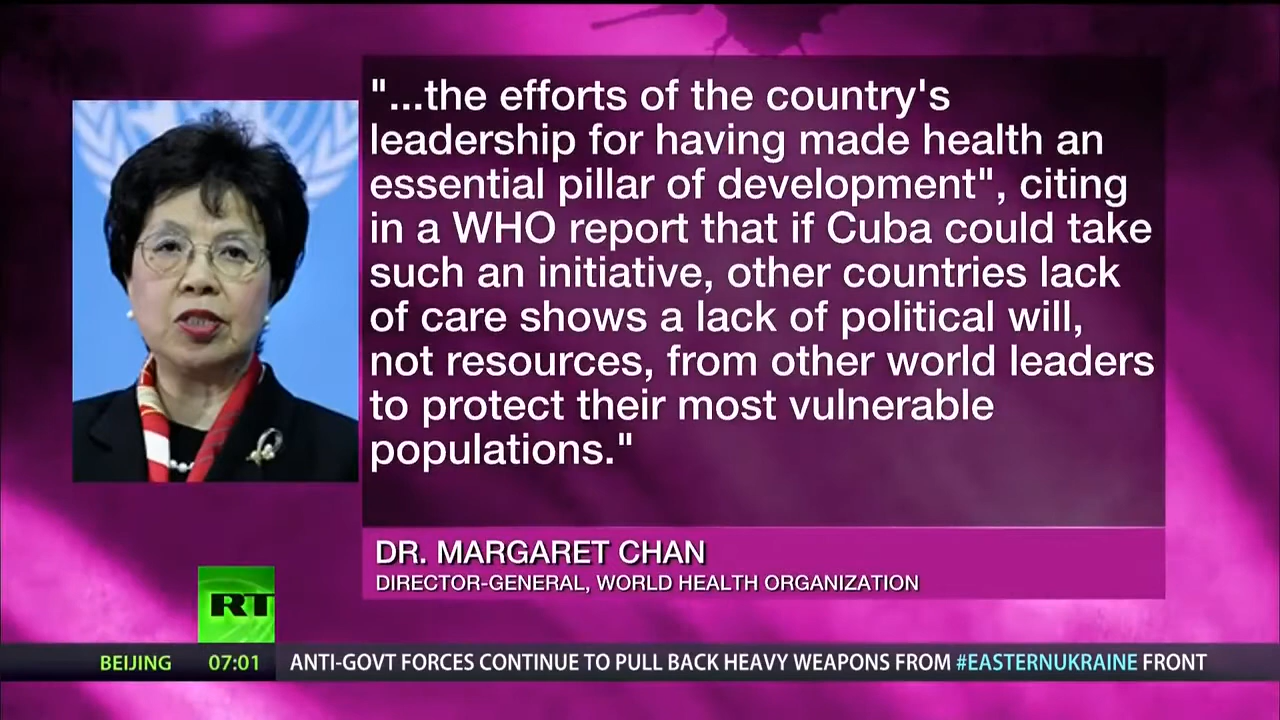 "...the efforts of the country's
leadership for having made health an
essential pillar of development", citing
in a WHO report that if Cuba could take
such an initiative, other countries lack
of care shows a lack of political will,
not resources, from other world leaders
to protect their most vulnerable
populations."
DR. MARGARET CHAN
DIRECTOR-GENERAL, WORLD HEALTH ORGANIZATION
RT
BEIJING 07:01 ANTI-GOVT FORCES CONTINUE TO PULL BACK HEAVY WEAPONS FROM #EASTERNUKRAINE FRONT